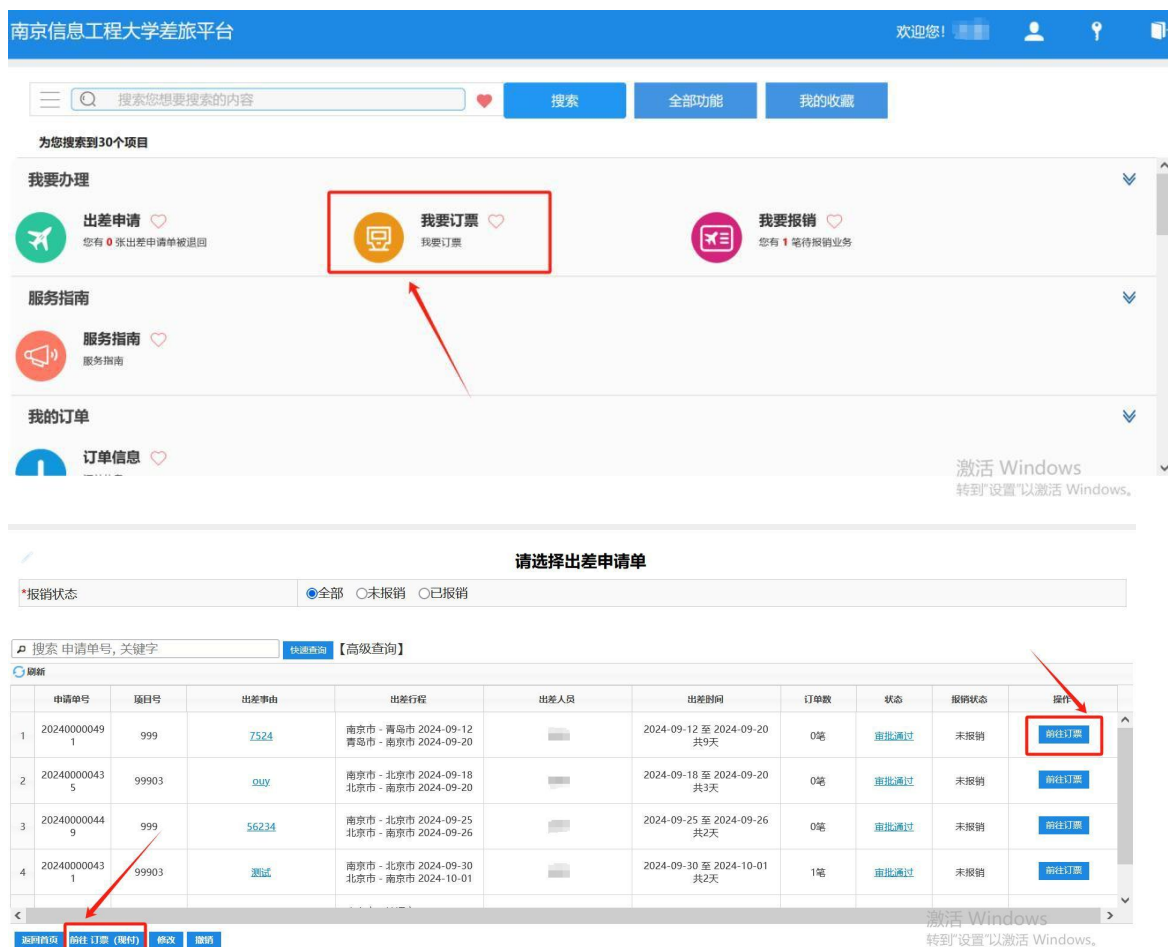 南京信息工程大学差旅平台 欢迎您!
搜索您想要搜索的内容 搜索 全部功能 我的收藏
为您搜索到30个项目
我要办理
出差申请 我要订票 我要报销
您有 0 张出差申请单被退回 我要订票 您有 1 笔待报销业务
服务指南
服务指南
服务指南
我的订单
订单信息
激活 Windows
转到"设置"以激活 Windows。
请选择出差申请单
*报销状态 全部 未报销 已报销
搜索 申请单号, 关键字 快速查询 【高级查询】
刷新
申请单号 项目号 出差事由 出差行程 出差人员 出差时间 订单数 状态 报销状态 操作
1 20240000049 1 999 7524 南京市 - 青岛市 2024-09-12 青岛市 - 南京市 2024-09-20 2024-09-12 至 2024-09-20 共9天 0笔 审批通过 未报销 前往订票
2 20240000043 5 99903 ouy 南京市 - 北京市 2024-09-18 北京市 - 南京市 2024-09-20 2024-09-18 至 2024-09-20 共3天 0笔 审批通过 未报销 前往订票
3 20240000044 9 999 56234 南京市 - 北京市 2024-09-25 北京市 - 南京市 2024-09-26 2024-09-25 至 2024-09-26 共2天 0笔 审批通过 未报销 前往订票
4 20240000043 1 99903 测试 南京市 - 北京市 2024-09-30 北京市 - 南京市 2024-10-01 2024-09-30 至 2024-10-01 共2天 1笔 审批通过 未报销 前往订票
激活 Windows
返回首页 前往 订票 (现付) 修改 撤销 转到"设置"以激活 Windows。